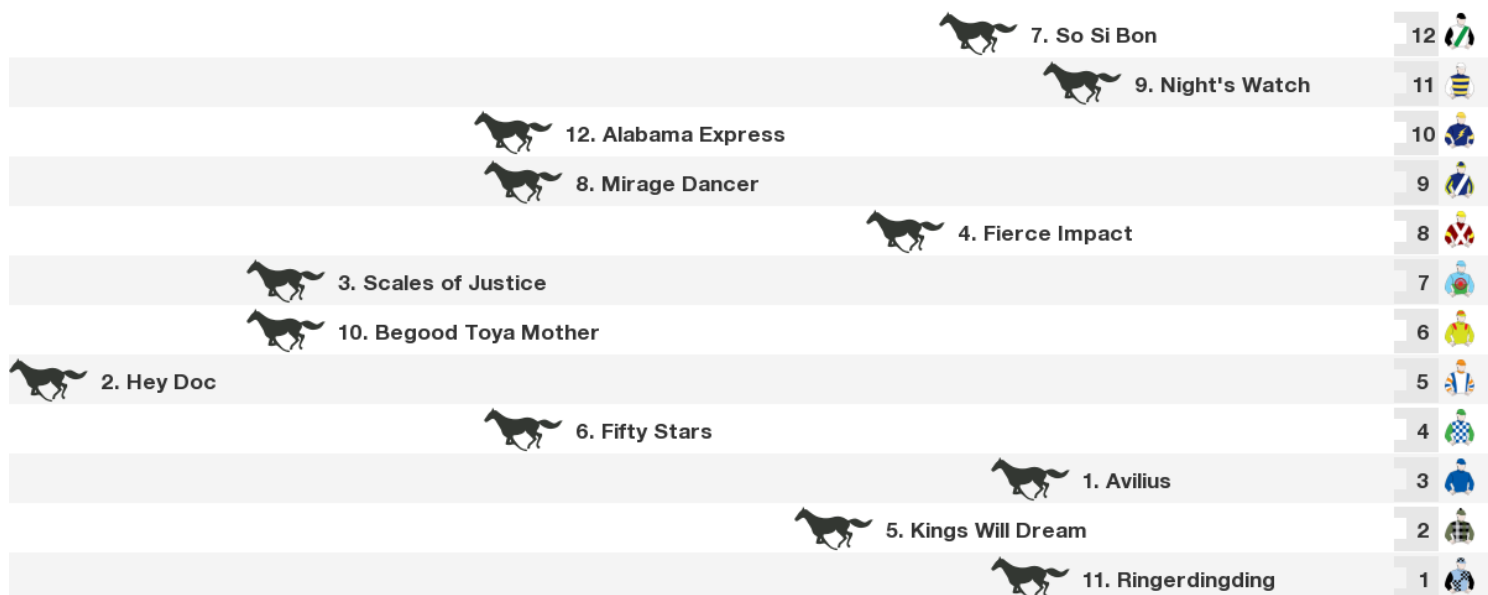 7. So Si Bon 12
9. Night's Watch 11
12. Alabama Express 10
8. Mirage Dancer 9
4. Fierce Impact 8
3. Scales of Justice 7
10. Begood Toya Mother 6
2. Hey Doc 5
6. Fifty Stars 4
1. Avilius 3
5. Kings Will Dream 2
11. Ringerdingding 1